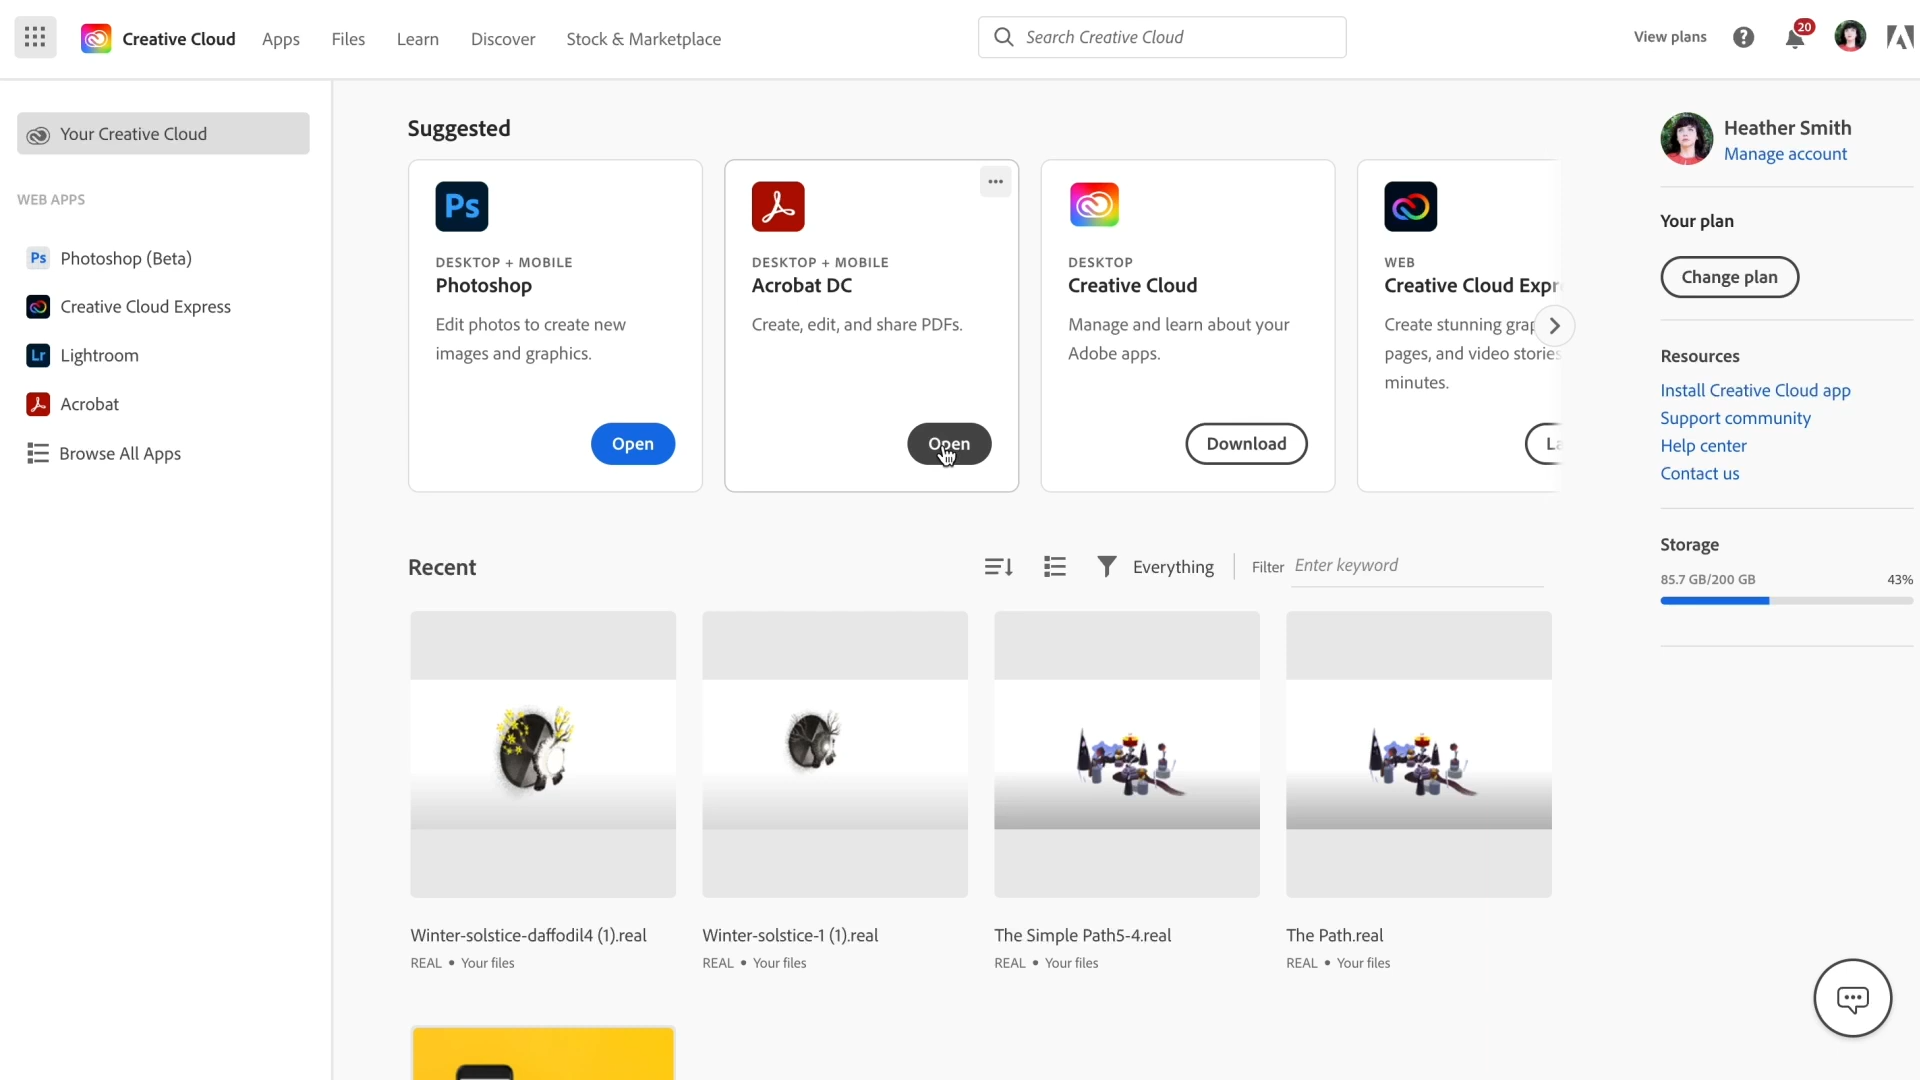 Creative Cloud
Apps
Files
Learn
Discover
Stock & Marketplace
Search Creative Cloud
View plans
20
Your Creative Cloud
WEB APPS
Ps Photoshop (Beta)
Creative Cloud Express
Lr Lightroom
Acrobat
Browse All Apps
Suggested
Ps
DESKTOP + MOBILE
Photoshop
Edit photos to create new
images and graphics.
Open
DESKTOP + MOBILE
Acrobat DC
Create, edit, and share PDFs.
Open
DESKTOP
Creative Cloud
Manage and learn about your
Adobe apps.
Download
WEB
Creative Cloud Expr
Create stunning grap
pages, and video stories
minutes.
La
Heather Smith
Manage account
Your plan
Change plan
Resources
Install Creative Cloud app
Support community
Help center
Contact us
Storage
85.7 GB/200 GB 43%
Recent
Everything
Filter Enter keyword
Winter-solstice-daffodil4 (1).real
REAL • Your files
Winter-solstice-1 (1).real
REAL • Your files
The Simple Path5-4.real
REAL • Your files
The Path.real
REAL • Your files